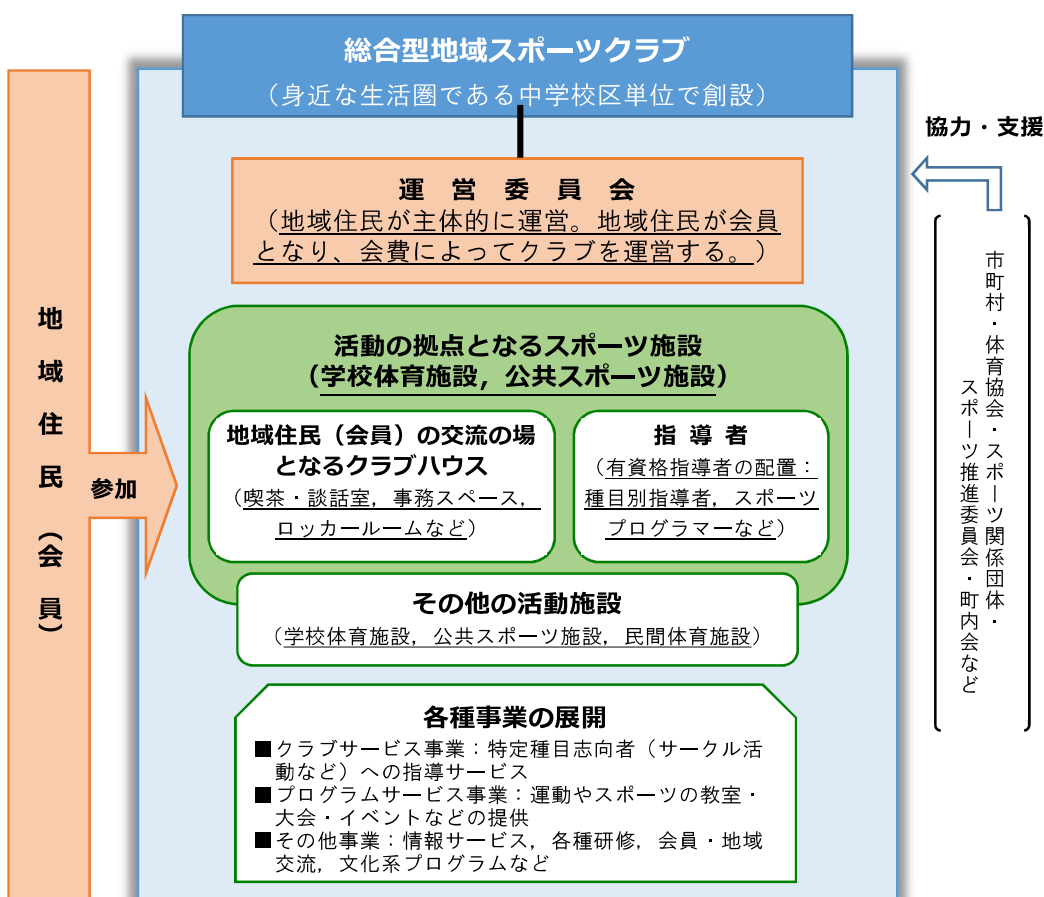 総合型地域スポーツクラブ
（身近な生活圏である中学校区単位で創設）
運営委員会
（地域住民が主体的に運営。地域住民が会員
となり、会費によってクラブを運営する。）
地域住民（会員）
参加
活動の拠点となるスポーツ施設
（学校体育施設，公共スポーツ施設）
地域住民（会員）の交流の場
となるクラブハウス
（喫茶・談話室，事務スペース，
ロッカールームなど）
指導者
（有資格指導者の配置：
種目別指導者，スポーツ
プログラマーなど）
その他の活動施設
（学校体育施設，公共スポーツ施設，民間体育施設）
各種事業の展開
■クラブサービス事業：特定種目志向者（サークル活
動など）への指導サービス
■プログラムサービス事業：運動やスポーツの教室・
大会・イベントなどの提供
■その他事業：情報サービス，各種研修，会員・地域
交流，文化系プログラムなど
協力・支援
市町村・体育協会・スポーツ関係団体・
スポーツ推進委員会・町内会など